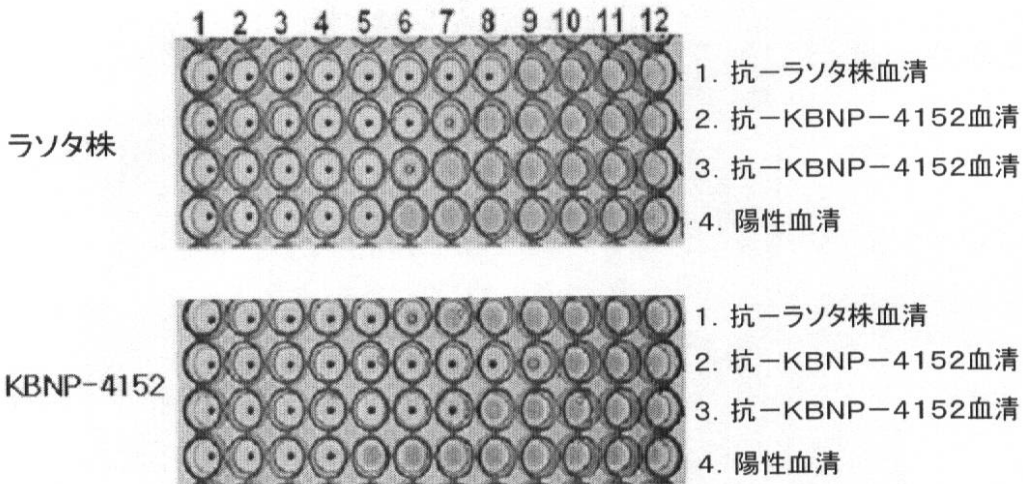 1 2 3 4 5 6 7 8 9 10 11 12
ラソタ株
1. 抗ーラソタ株血清
2. 抗ーKBNPー4152血清
3. 抗ーKBNPー4152血清
4. 陽性血清
KBNP-4152
1. 抗ーラソタ株血清
2. 抗ーKBNPー4152血清
3. 抗ーKBNPー4152血清
4. 陽性血清